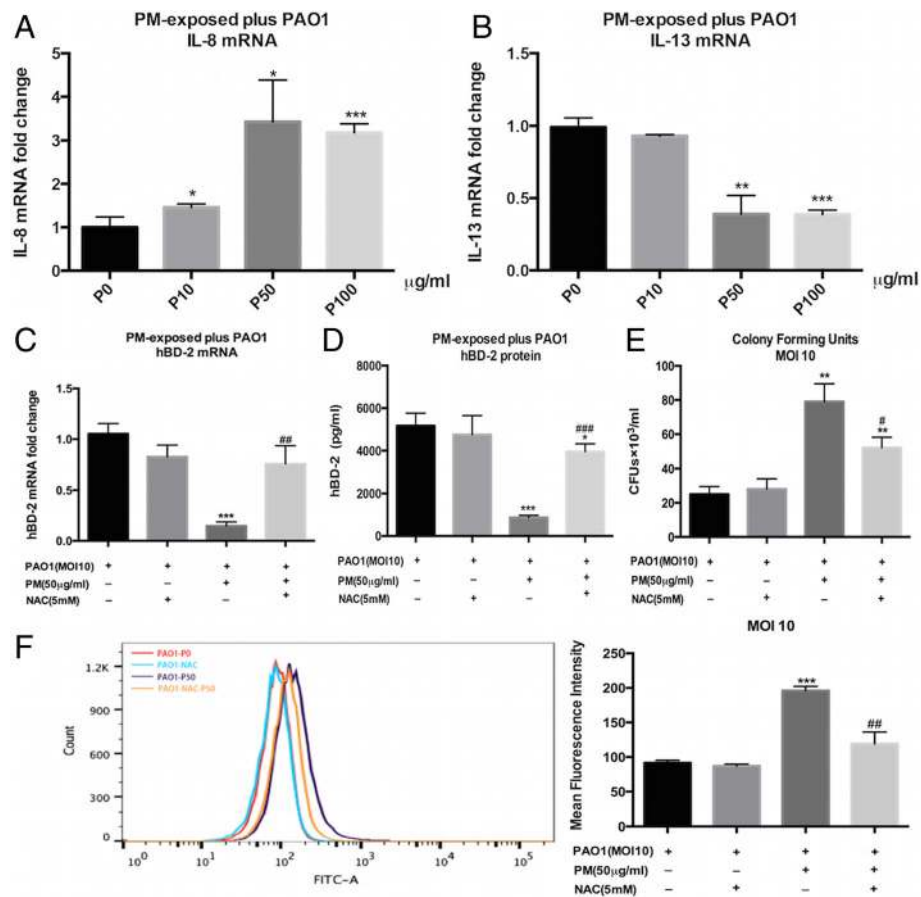 A
PM-exposed plus PAO1
IL-8 mRNA
IL-8 mRNA fold change
5
4
3
2
1
0
* * ***
P0 P10 P50 P100
μg/ml
B
PM-exposed plus PAO1
IL-13 mRNA
IL-13 mRNA fold change
1.5
1.0
0.5
0.0
** ***
P0 P10 P50 P100
μg/ml
C
PM-exposed plus PAO1
hBD-2 mRNA
hBD-2 mRNA fold change
1.5
1.0
0.5
0.0
*** ##
PAO1(MOI10) + + + +
PM(50μg/ml) – – + +
NAC(5mM) – + – +
D
PM-exposed plus PAO1
hBD-2 protein
hBD-2 (pg/ml)
8000
6000
4000
2000
0
***
###
*
PAO1(MOI10) + + + +
PM(50μg/ml) – – + +
NAC(5mM) – + – +
E
Colony Forming Units
MOI 10
CFUs×10³/ml
100
80
60
40
20
0
**
#
**
PAO1(MOI10) + + + +
PM(50μg/ml) – – + +
NAC(5mM) – + – +
F
PAO1-P0
PAO1-NAC
PAO1-P50
PAO1-NAC-P50
Count
1.2K
900
600
300
0
10⁰ 10¹ 10² 10³ 10⁴ 10⁵
FITC-A
MOI 10
Mean Fluorescence Intensity
250
200
150
100
50
0
*** ##
PAO1(MOI10) + + + +
PM(50μg/ml) – – + +
NAC(5mM) – + – +